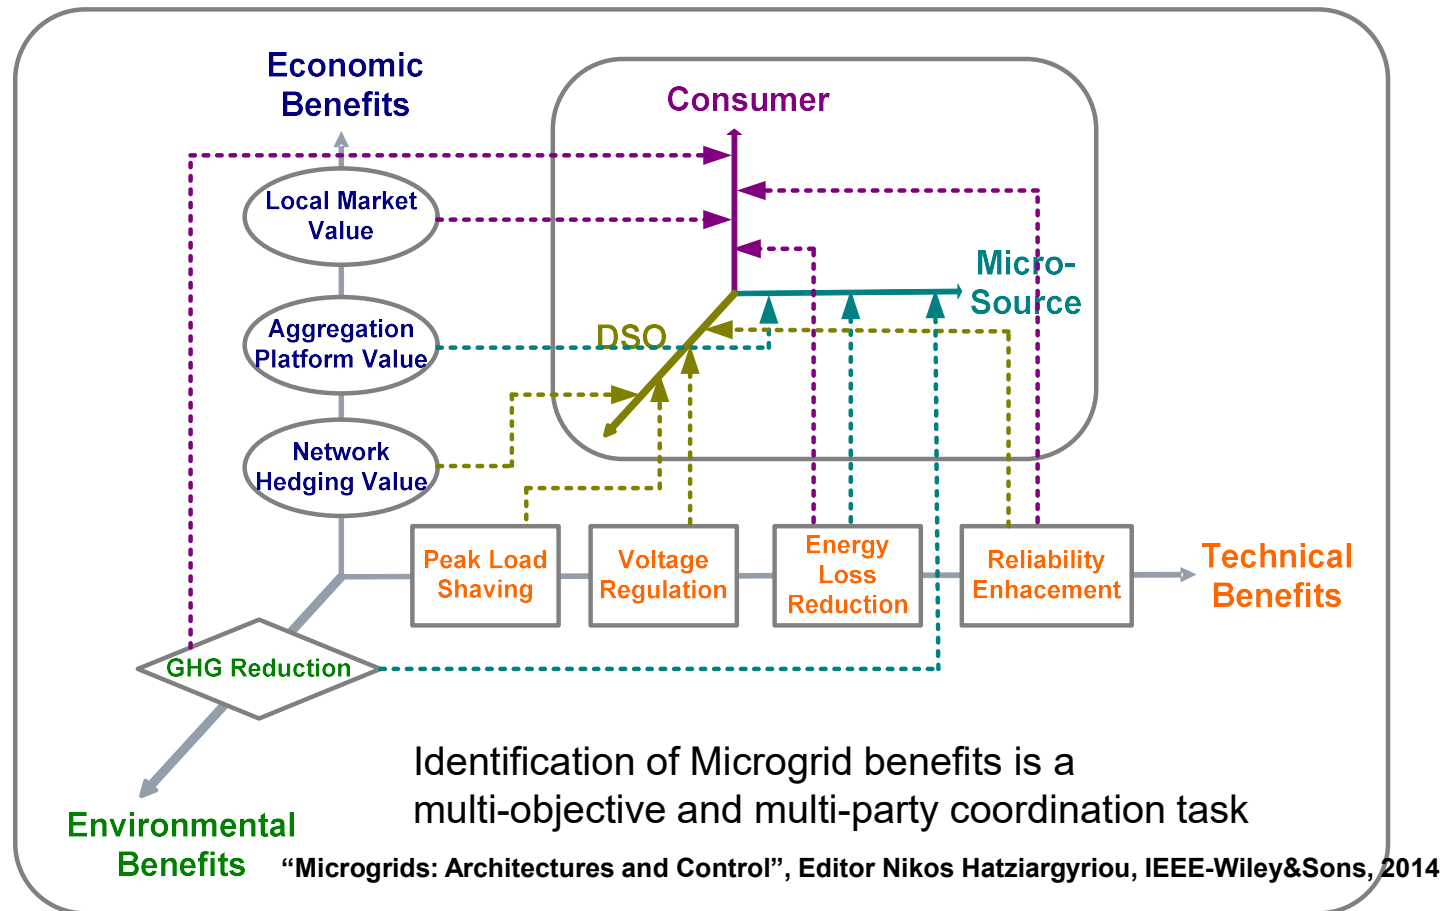 Economic
Benefits
Consumer
Local Market
Value
Micro-
Source
Aggregation
Platform Value
DSO
Network
Hedging Value
Peak Load
Shaving
Voltage
Regulation
Energy
Loss
Reduction
Reliability
Enhacement
Technical
Benefits
GHG Reduction
Identification of Microgrid benefits is a
multi-objective and multi-party coordination task
Environmental
Benefits
“Microgrids: Architectures and Control”, Editor Nikos Hatziargyriou, IEEE-Wiley&Sons, 2014